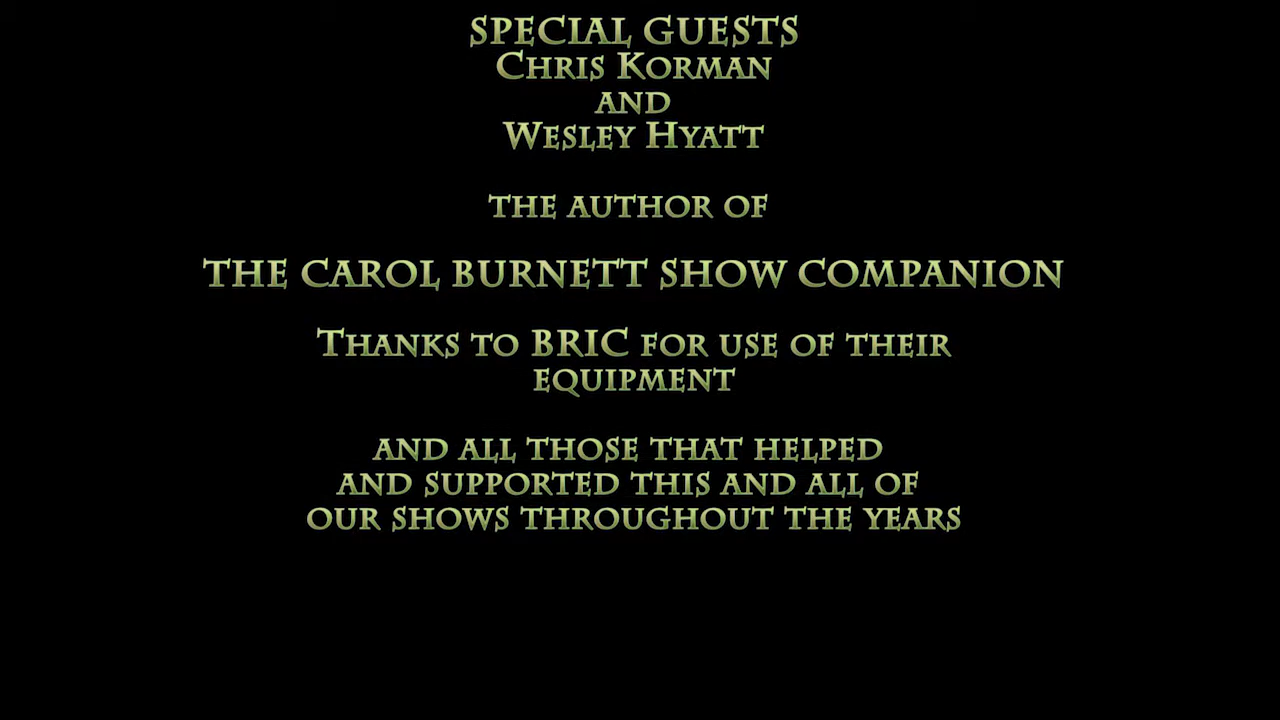 SPECIAL GUESTS
CHRIS KORMAN
AND
WESLEY HYATT
THE AUTHOR OF
THE CAROL BURNETT SHOW COMPANION
THANKS TO BRIC FOR USE OF THEIR
EQUIPMENT
AND ALL THOSE THAT HELPED
AND SUPPORTED THIS AND ALL OF
OUR SHOWS THROUGHOUT THE YEARS